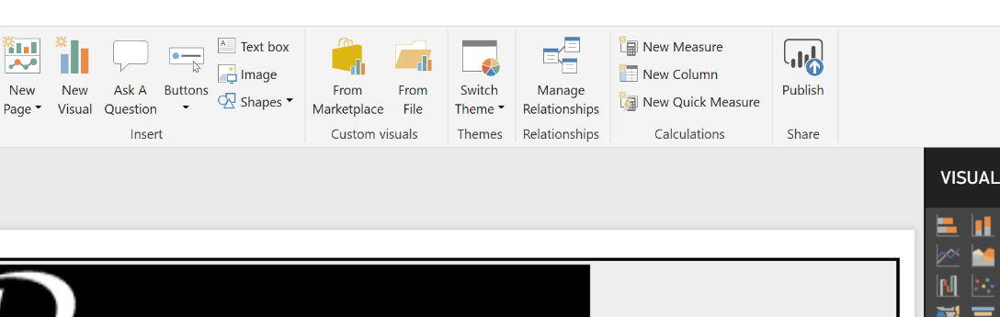 New
Page
New
Visual
Ask A
Question
Buttons
Text box
Image
Shapes
Insert
From
Marketplace
From
File
Custom visuals
Switch
Theme
Themes
Manage
Relationships
Relationships
New Measure
New Column
New Quick Measure
Calculations
Publish
Share
VISUAL